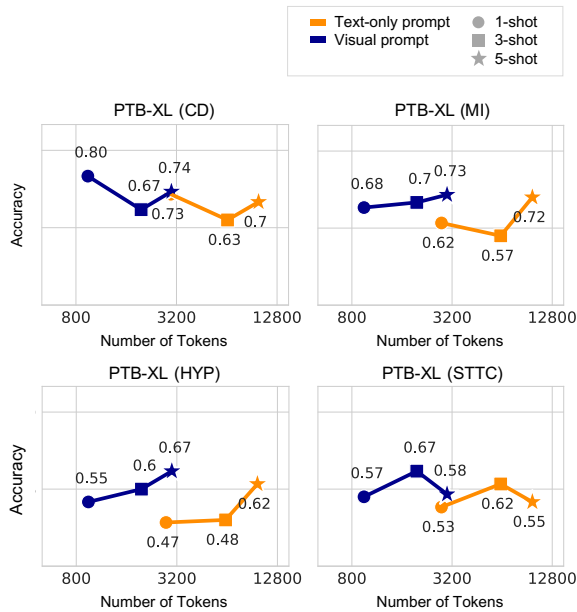 Text-only prompt
Visual prompt
1-shot
3-shot
5-shot
PTB-XL (CD)
Accuracy
0.80
0.67
0.74
0.73
0.63
0.7
800
3200
12800
Number of Tokens
PTB-XL (MI)
0.68
0.7
0.73
0.62
0.57
0.72
800
3200
12800
Number of Tokens
PTB-XL (HYP)
Accuracy
0.55
0.6
0.67
0.47
0.48
0.62
800
3200
12800
Number of Tokens
PTB-XL (STTC)
0.57
0.67
0.58
0.53
0.62
0.55
800
3200
12800
Number of Tokens